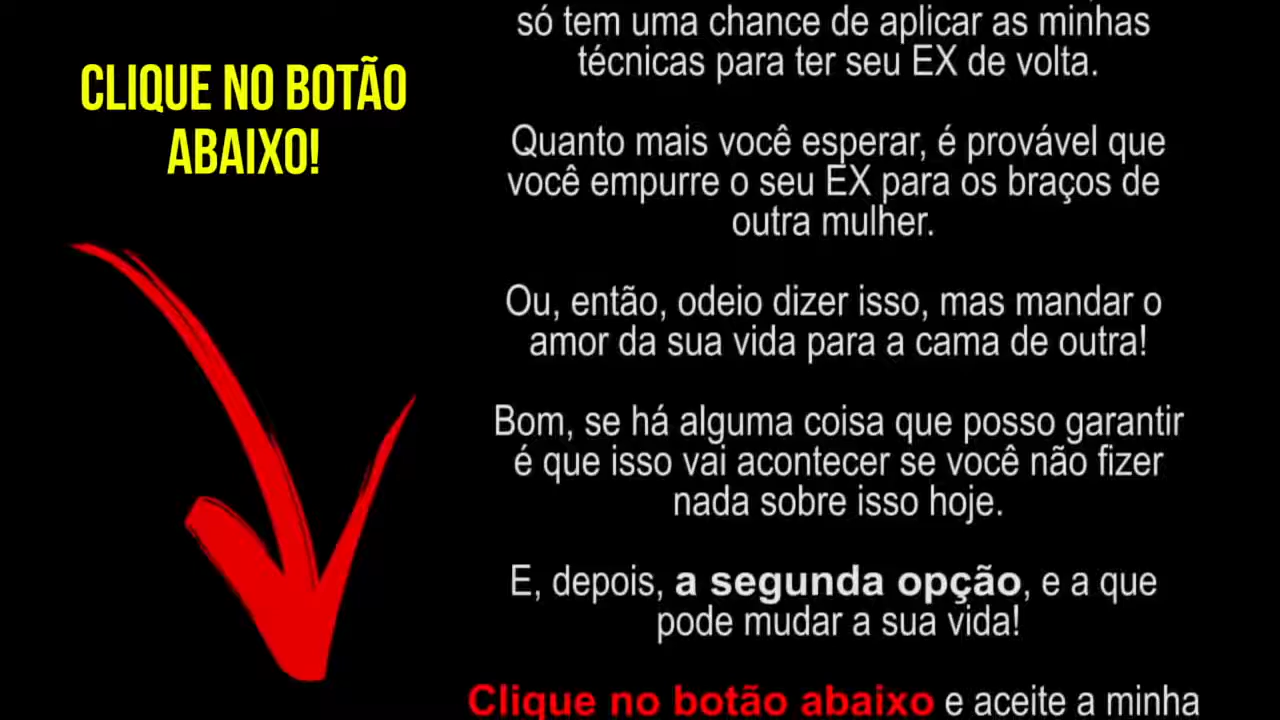 CLIQUE NO BOTÃO
ABAIXO!
só tem uma chance de aplicar as minhas
técnicas para ter seu EX de volta.
Quanto mais você esperar, é provável que
você empurre o seu EX para os braços de
outra mulher.
Ou, então, odeio dizer isso, mas mandar o
amor da sua vida para a cama de outra!
Bom, se há alguma coisa que posso garantir
é que isso vai acontecer se você não fizer
nada sobre isso hoje.
E, depois, a segunda opção, e a que
pode mudar a sua vida!
Clique no botão abaixo e aceite a minha